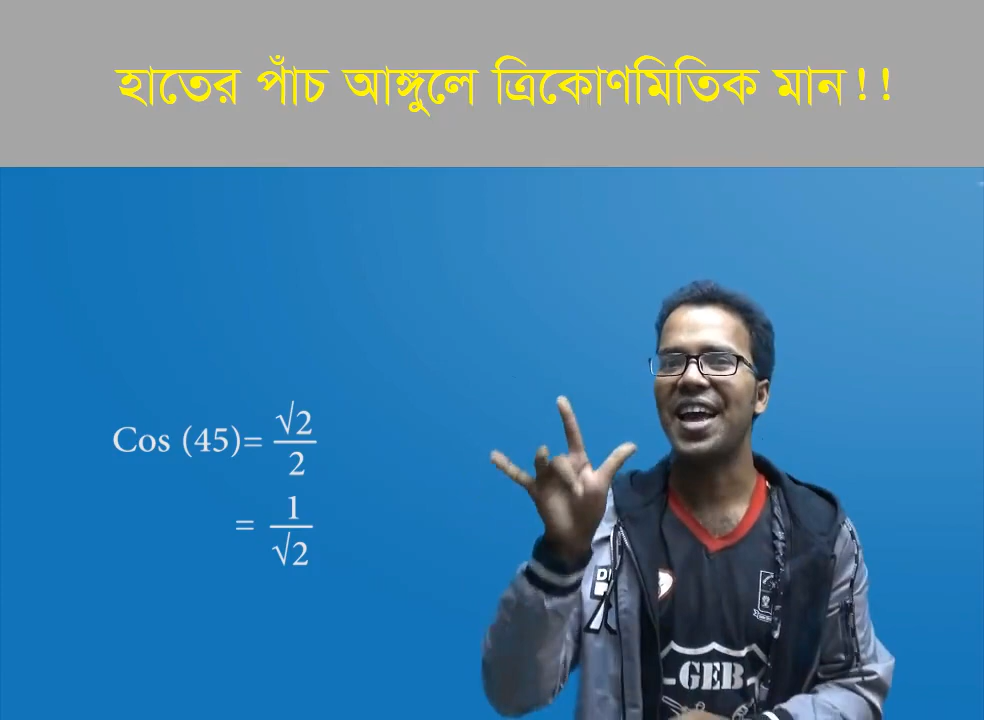 হাতের পাঁচ আঙ্গুলে ত্রিকোণমিতিক মান!!
Cos (45)= √2/2
= 1/√2
GEB